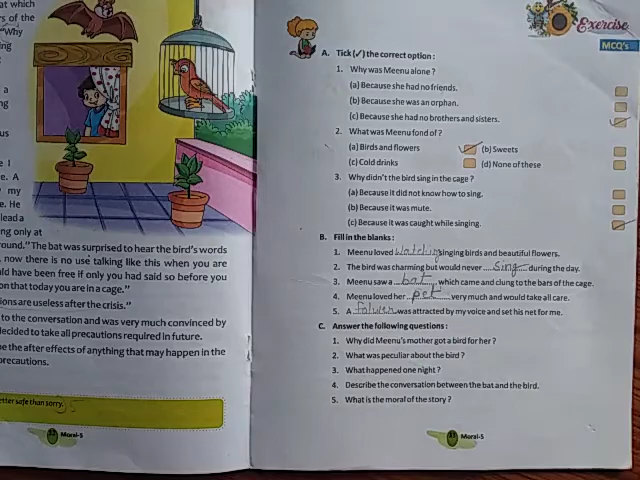 at which
rs of the
"Why
ing
a
ng
us
e I
e. A
my
e. He
lead a
ng only at
round." The bat was surprised to hear the bird's words
, now there is no use talking like this when you are
ld have been free if only you had said so before you
on that today you are in a cage."
ions are useless after the crisis."
to the conversation and was very much convinced by
decided to take all precautions required in future.
ne the after effects of anything that may happen in the
precautions.
etter safe than sorry.
32 Moral-5
Exercise
MCQ's
A. Tick (✓) the correct option :
1. Why was Meenu alone ?
(a) Because she had no friends.
(b) Because she was an orphan.
(c) Because she had no brothers and sisters.
2. What was Meenu fond of ?
(a) Birds and flowers (b) Sweets
(c) Cold drinks (d) None of these
3. Why didn't the bird sing in the cage ?
(a) Because it did not know how to sing.
(b) Because it was mute.
(c) Because it was caught while singing.
B. Fill in the blanks :
1. Meenu loved watching singing birds and beautiful flowers.
2. The bird was charming but would never sing during the day.
3. Meenu saw a bat which came and clung to the bars of the cage.
4. Meenu loved her pet very much and would take all care.
5. A was attracted by my voice and set his net for me.
C. Answer the following questions :
1. Why did Meenu's mother got a bird for her ?
2. What was peculiar about the bird ?
3. What happened one night ?
4. Describe the conversation between the bat and the bird.
5. What is the moral of the story ?
33 Moral-5